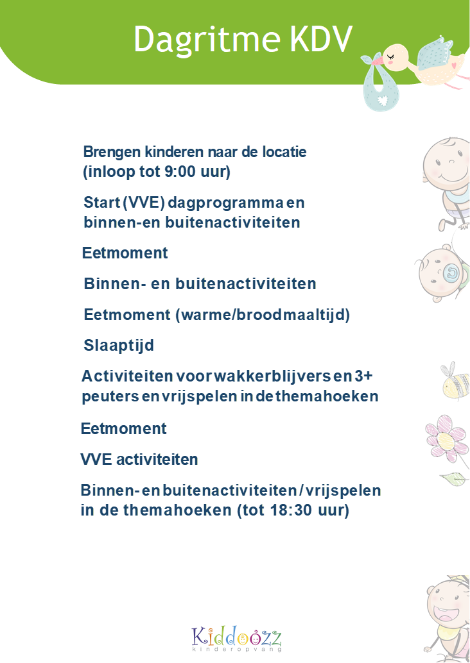 Dagritme KDV
Brengen kinderen naar de locatie
(inloop tot 9:00 uur)
Start (VVE) dagprogramma en
binnen-en buitenactiviteiten
Eetmoment
Binnen- en buitenactiviteiten
Eetmoment (warme/broodmaaltijd)
Slaaptijd
Activiteiten voor wakkerblijvers en 3+
peuters en vrijspelen in de themahoeken
Eetmoment
VVE activiteiten
Binnen- en buitenactiviteiten / vrijspelen
in de themahoeken (tot 18:30 uur)
Kiddoozz
kinderopvang